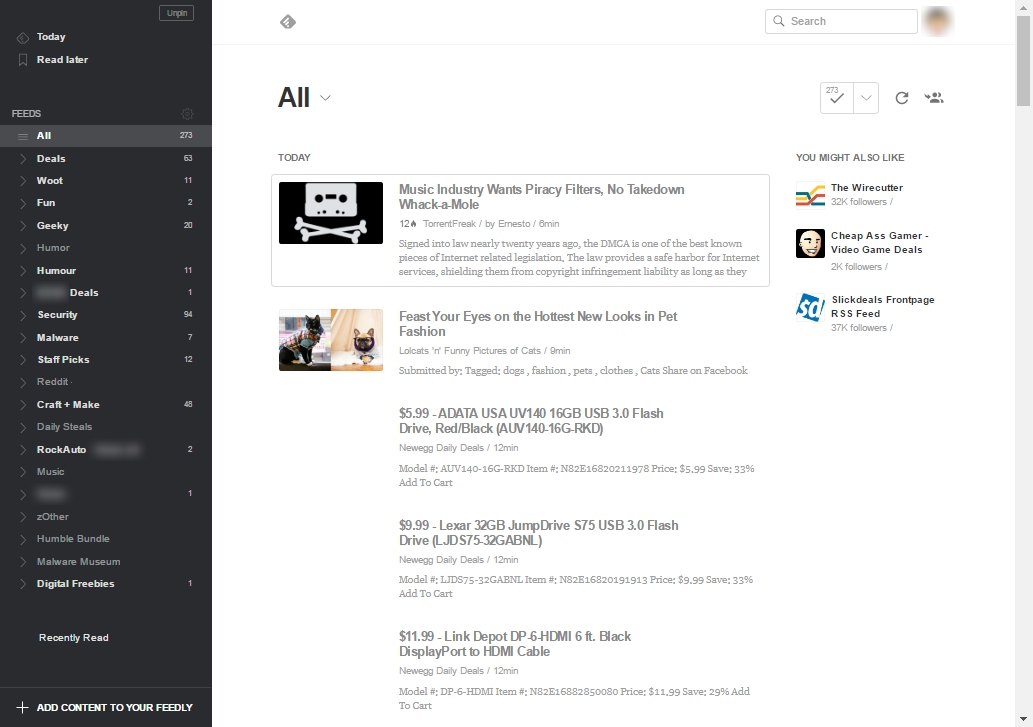 Unpin
Today
Read later
FEEDS
All 273
Deals 63
Woot 11
Fun 2
Geeky 20
Humor
Humour 11
Deals 1
Security 94
Malware 7
Staff Picks 12
Reddit
Craft + Make 48
Daily Steals
RockAuto 2
Music
1
zOther
Humble Bundle
Malware Museum
Digital Freebies 1
Recently Read
ADD CONTENT TO YOUR FEEDLY
Search
All
273
TODAY
Music Industry Wants Piracy Filters, No Takedown
Whack-a-Mole
12 TorrentFreak / by Ernesto / 6min
Signed into law nearly twenty years ago, the DMCA is one of the best known
pieces of Internet related legislation. The law provides a safe harbor for Internet
services, shielding them from copyright infringement liability as long as they
Feast Your Eyes on the Hottest New Looks in Pet
Fashion
Lolcats 'n' Funny Pictures of Cats / 9min
Submitted by: Tagged: dogs , fashion , pets , clothes , Cats Share on Facebook
$5.99 - ADATA USA UV140 16GB USB 3.0 Flash
Drive, Red/Black (AUV140-16G-RKD)
Newegg Daily Deals / 12min
Model #: AUV140-16G-RKD Item #: N82E16820211978 Price: $5.99 Save: 33%
Add To Cart
$9.99 - Lexar 32GB JumpDrive S75 USB 3.0 Flash
Drive (LJDS75-32GABNL)
Newegg Daily Deals / 12min
Model #: LJDS75-32GABNL Item #: N82E16820191913 Price: $9.99 Save: 33%
Add To Cart
$11.99 - Link Depot DP-6-HDMI 6 ft. Black
DisplayPort to HDMI Cable
Newegg Daily Deals / 12min
Model #: DP-6-HDMI Item #: N82E16882850080 Price: $11.99 Save: 29% Add
To Cart
YOU MIGHT ALSO LIKE
The Wirecutter
32K followers /
Cheap Ass Gamer -
Video Game Deals
2K followers /
sd
Slickdeals Frontpage
RSS Feed
37K followers /